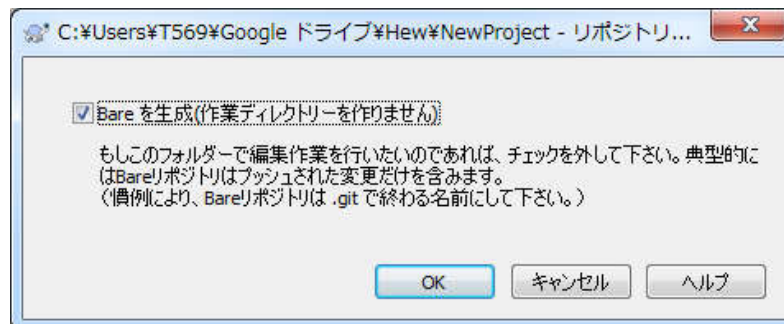 C:¥Users¥T569¥Google ドライブ¥Hew¥NewProject - リポジトリ...
Bare を生成(作業ディレクトリーを作りません)
もしこのフォルダーで編集作業を行いたいのであれば、チェックを外して下さい。典型的に
はBareリポジトリはプッシュされた変更だけを含みます。
(慣例により、Bareリポジトリは .git で終わる名前にして下さい。)
OK キャンセル ヘルプ